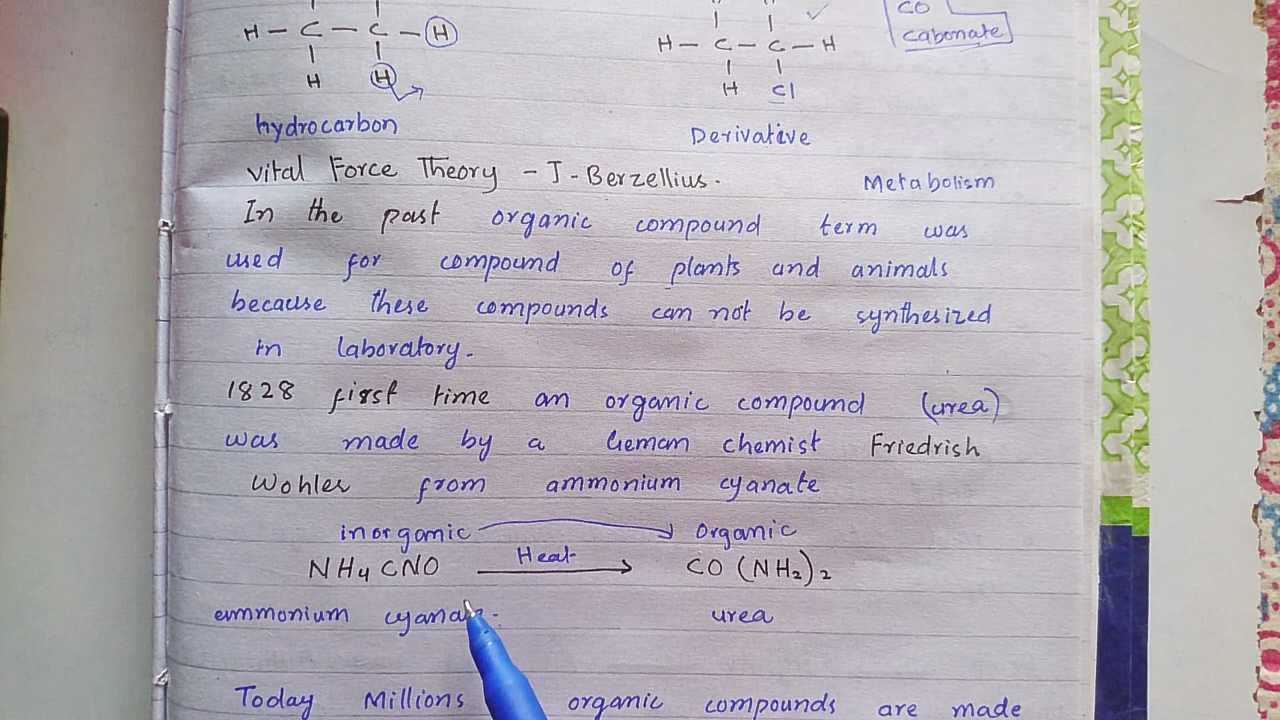 CO
H – C – C – H
H – C – C – H
cabonate
H H
H Cl
hydrocarbon
Derivative
Vital Force Theory - J-Berzellius.
Metabolism
In the past organic compound term was
used for compound of plants and animals
because these compounds can not be synthesized
in laboratory.
1828 first time an organic compound (urea)
was made by a Geman chemist Friedrish
Wohler from ammonium cyanate
inorganic → organic
NH4 CNO Heat → CO (NH2)2
ammonium urea
Today Millions organic compounds are made